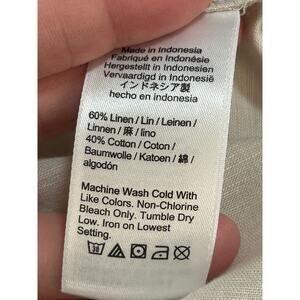 Made in Indonesia
Fabriqué en Indonésie
Hergestellt in Indonesien
Vervaardigd in Indonesië
インドネシア製
hecho en indonesia
60% Linen / Lin / Leinen /
Linnen / 麻 / lino
40% Cotton / Coton /
Baumwolle / Katoen / 綿 /
algodón
Machine Wash Cold With
Like Colors. Non-Chlorine
Bleach Only. Tumble Dry
Low. Iron on Lowest
Setting.
30